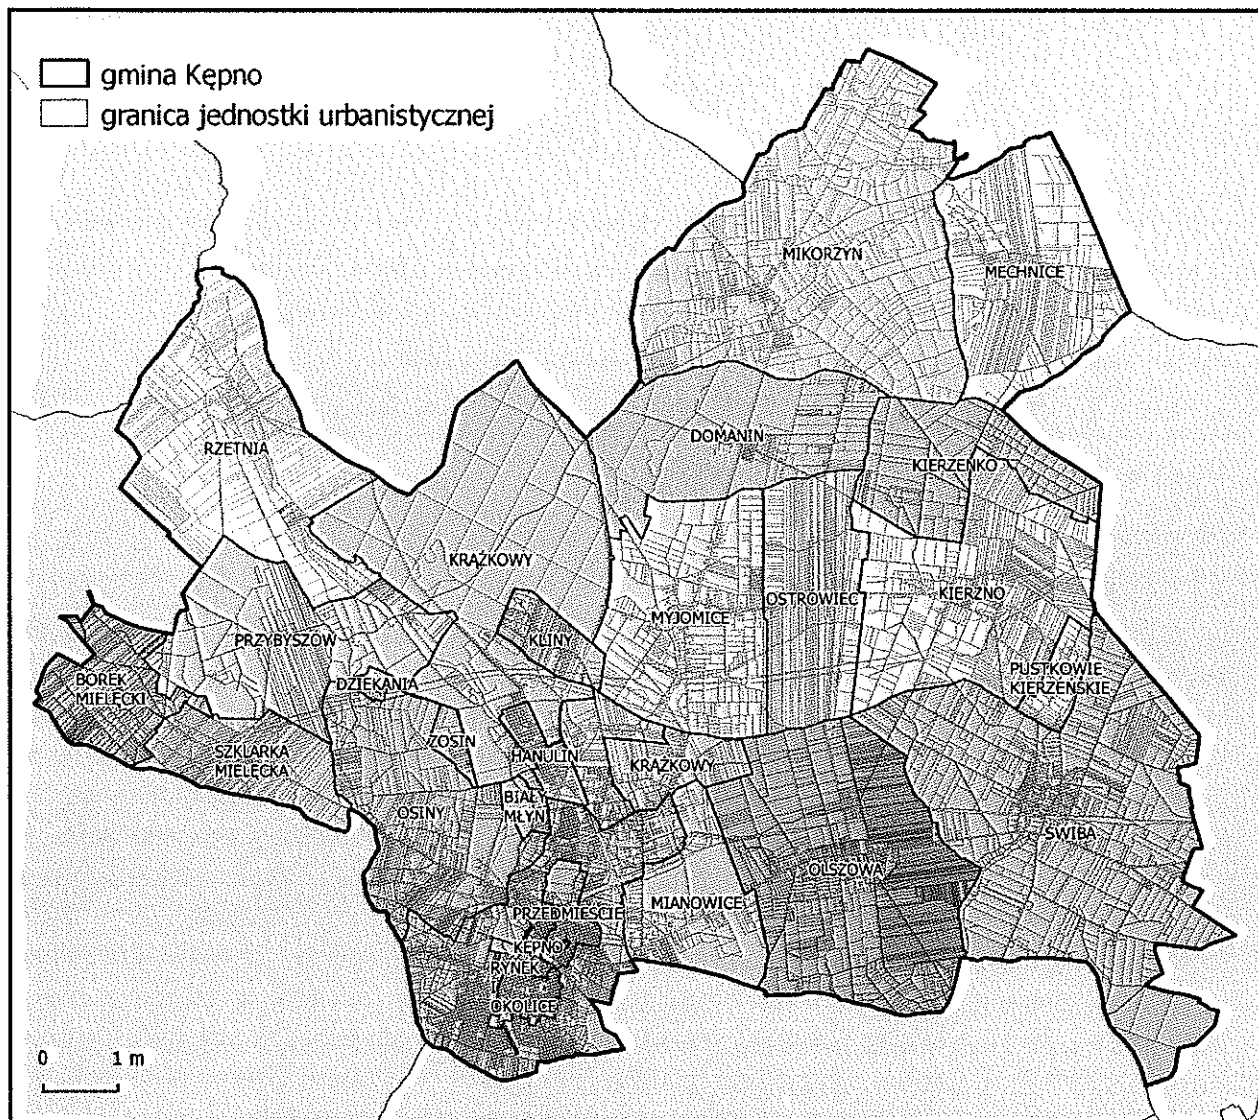 gmina Kępno
granica jednostki urbanistycznej
MIKORZYN
MECHNICE
RZETNIA
DOMANIN
KIERZEŃKO
KRĄŻKOWY
MYJOMICE
OSTROWIEC
KIERZNO
PRZYBYSZÓW
KLINY
BOREK
MIELĘCKI
DZIEKANIA
PUSTKOWIE
KIERZEŃSKIE
SZKLARKA
MIELĘCKA
ZOSIN
HANULIN
KRĄŻKOWY
OSINY
BIAŁY
MŁYN
ŚWIBA
OLSZOWA
MIANOWICE
PRZEDMIEŚCIE
KĘPNO
RYNEK
OKOLICE
0 1 m